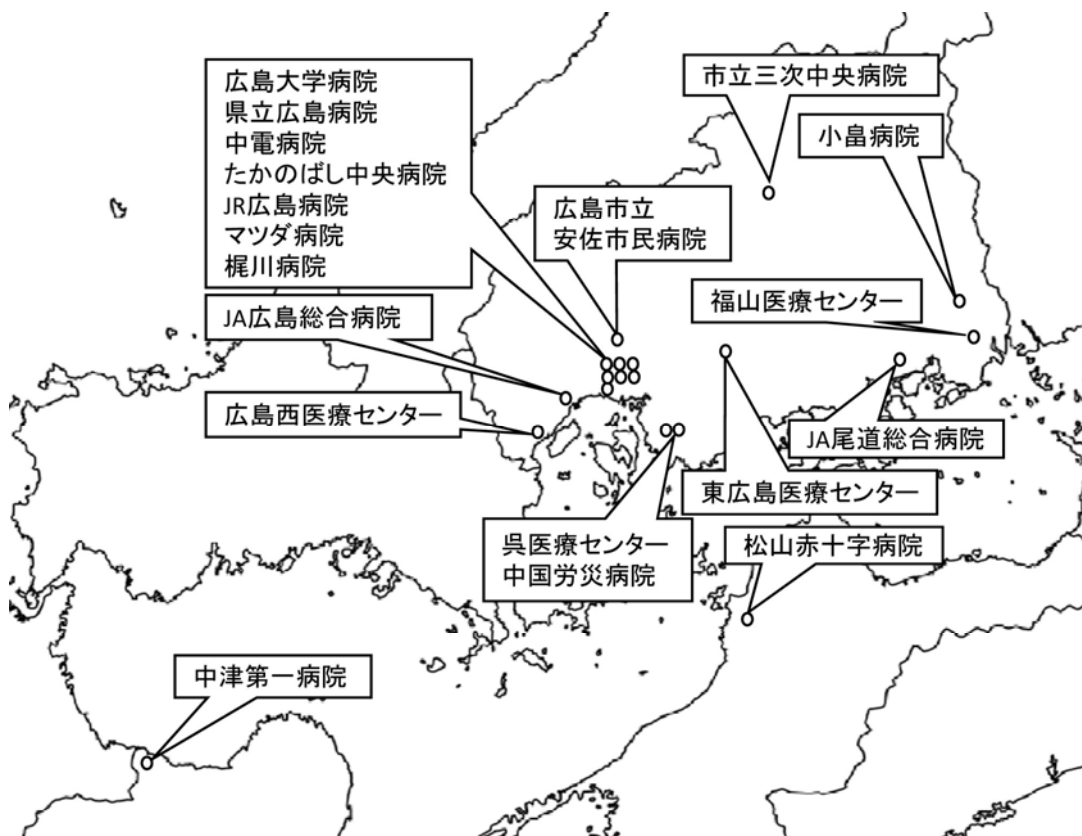 広島大学病院
県立広島病院
中電病院
たかのばし中央病院
JR広島病院
マツダ病院
梶川病院
市立三次中央病院
小畠病院
広島市立
安佐市民病院
福山医療センター
JA広島総合病院
広島西医療センター
JA尾道総合病院
東広島医療センター
呉医療センター
中国労災病院
松山赤十字病院
中津第一病院